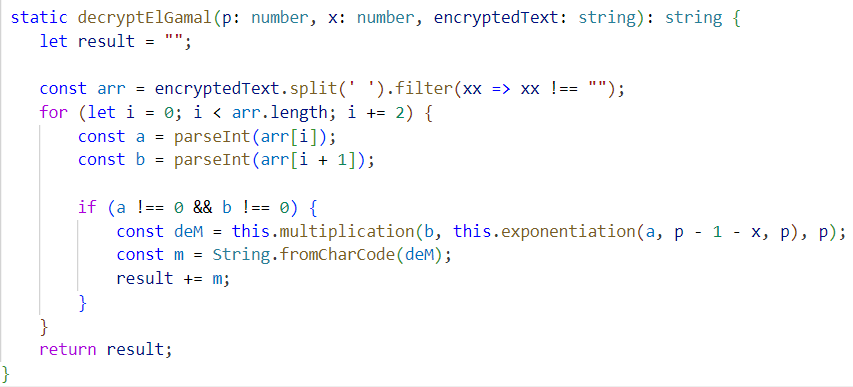 static decryptElGamal(p: number, x: number, encryptedText: string): string {
let result = "";
const arr = encryptedText.split(' ').filter(xx => xx !== "");
for (let i = 0; i < arr.length; i += 2) {
const a = parseInt(arr[i]);
const b = parseInt(arr[i + 1]);
if (a !== 0 && b !== 0) {
const deM = this.multiplication(b, this.exponentiation(a, p - 1 - x, p), p);
const m = String.fromCharCode(deM);
result += m;
}
}
return result;
}